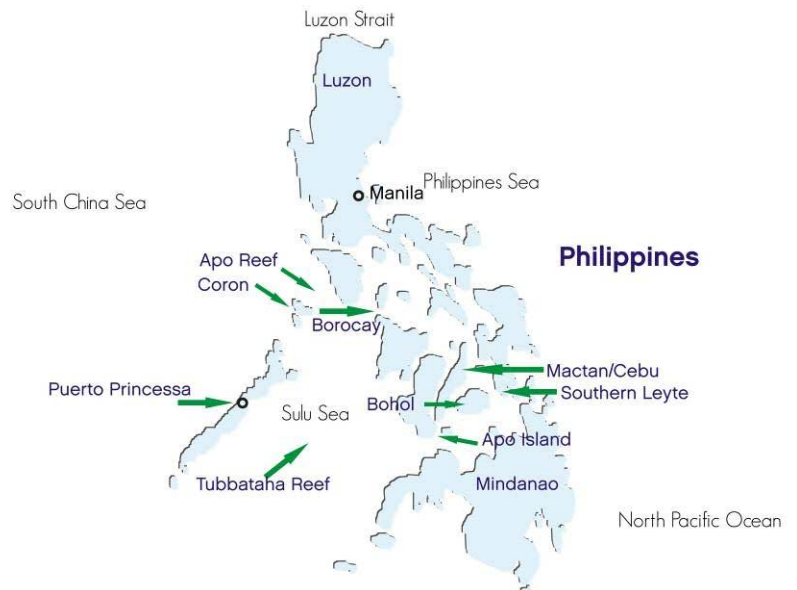 Luzon Strait
Luzon
Manila
Philippines Sea
South China Sea
Philippines
Apo Reef
Coron
Borocay
Mactan/Cebu
Puerto Princessa
Southern Leyte
Bohol
Sulu Sea
Apo Island
Tubbataha Reef
Mindanao
North Pacific Ocean